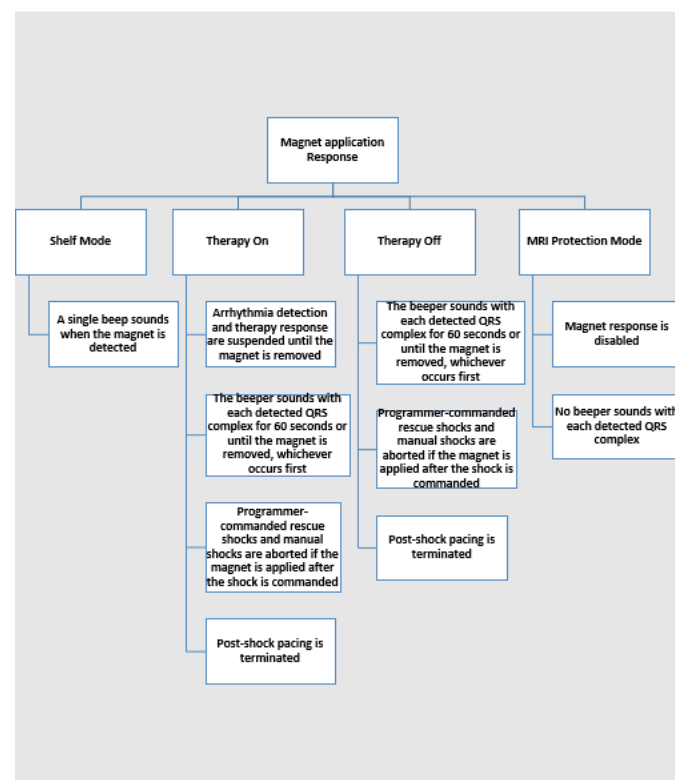 Magnet application
Response
Shelf Mode
Therapy On
Therapy Off
MRI Protection Mode
A single beep sounds
when the magnet is
detected
Arrhythmia detection
and therapy response
are suspended until the
magnet is removed
The beeper sounds with
each detected QRS
complex for 60 seconds or
until the magnet is
removed, whichever
occurs first
Programmer-
commanded rescue
shocks and manual
shocks are aborted if the
magnet is applied after
the shock is commanded
Post-shock pacing is
terminated
The beeper sounds with
each detected QRS
complex for 60 seconds or
until the magnet is
removed, whichever
occurs first
Programmer-commanded
rescue shocks and
manual shocks are
aborted if the magnet is
applied after the shock is
commanded
Post-shock pacing is
terminated
Magnet response is
disabled
No beeper sounds with
each detected QRS
complex